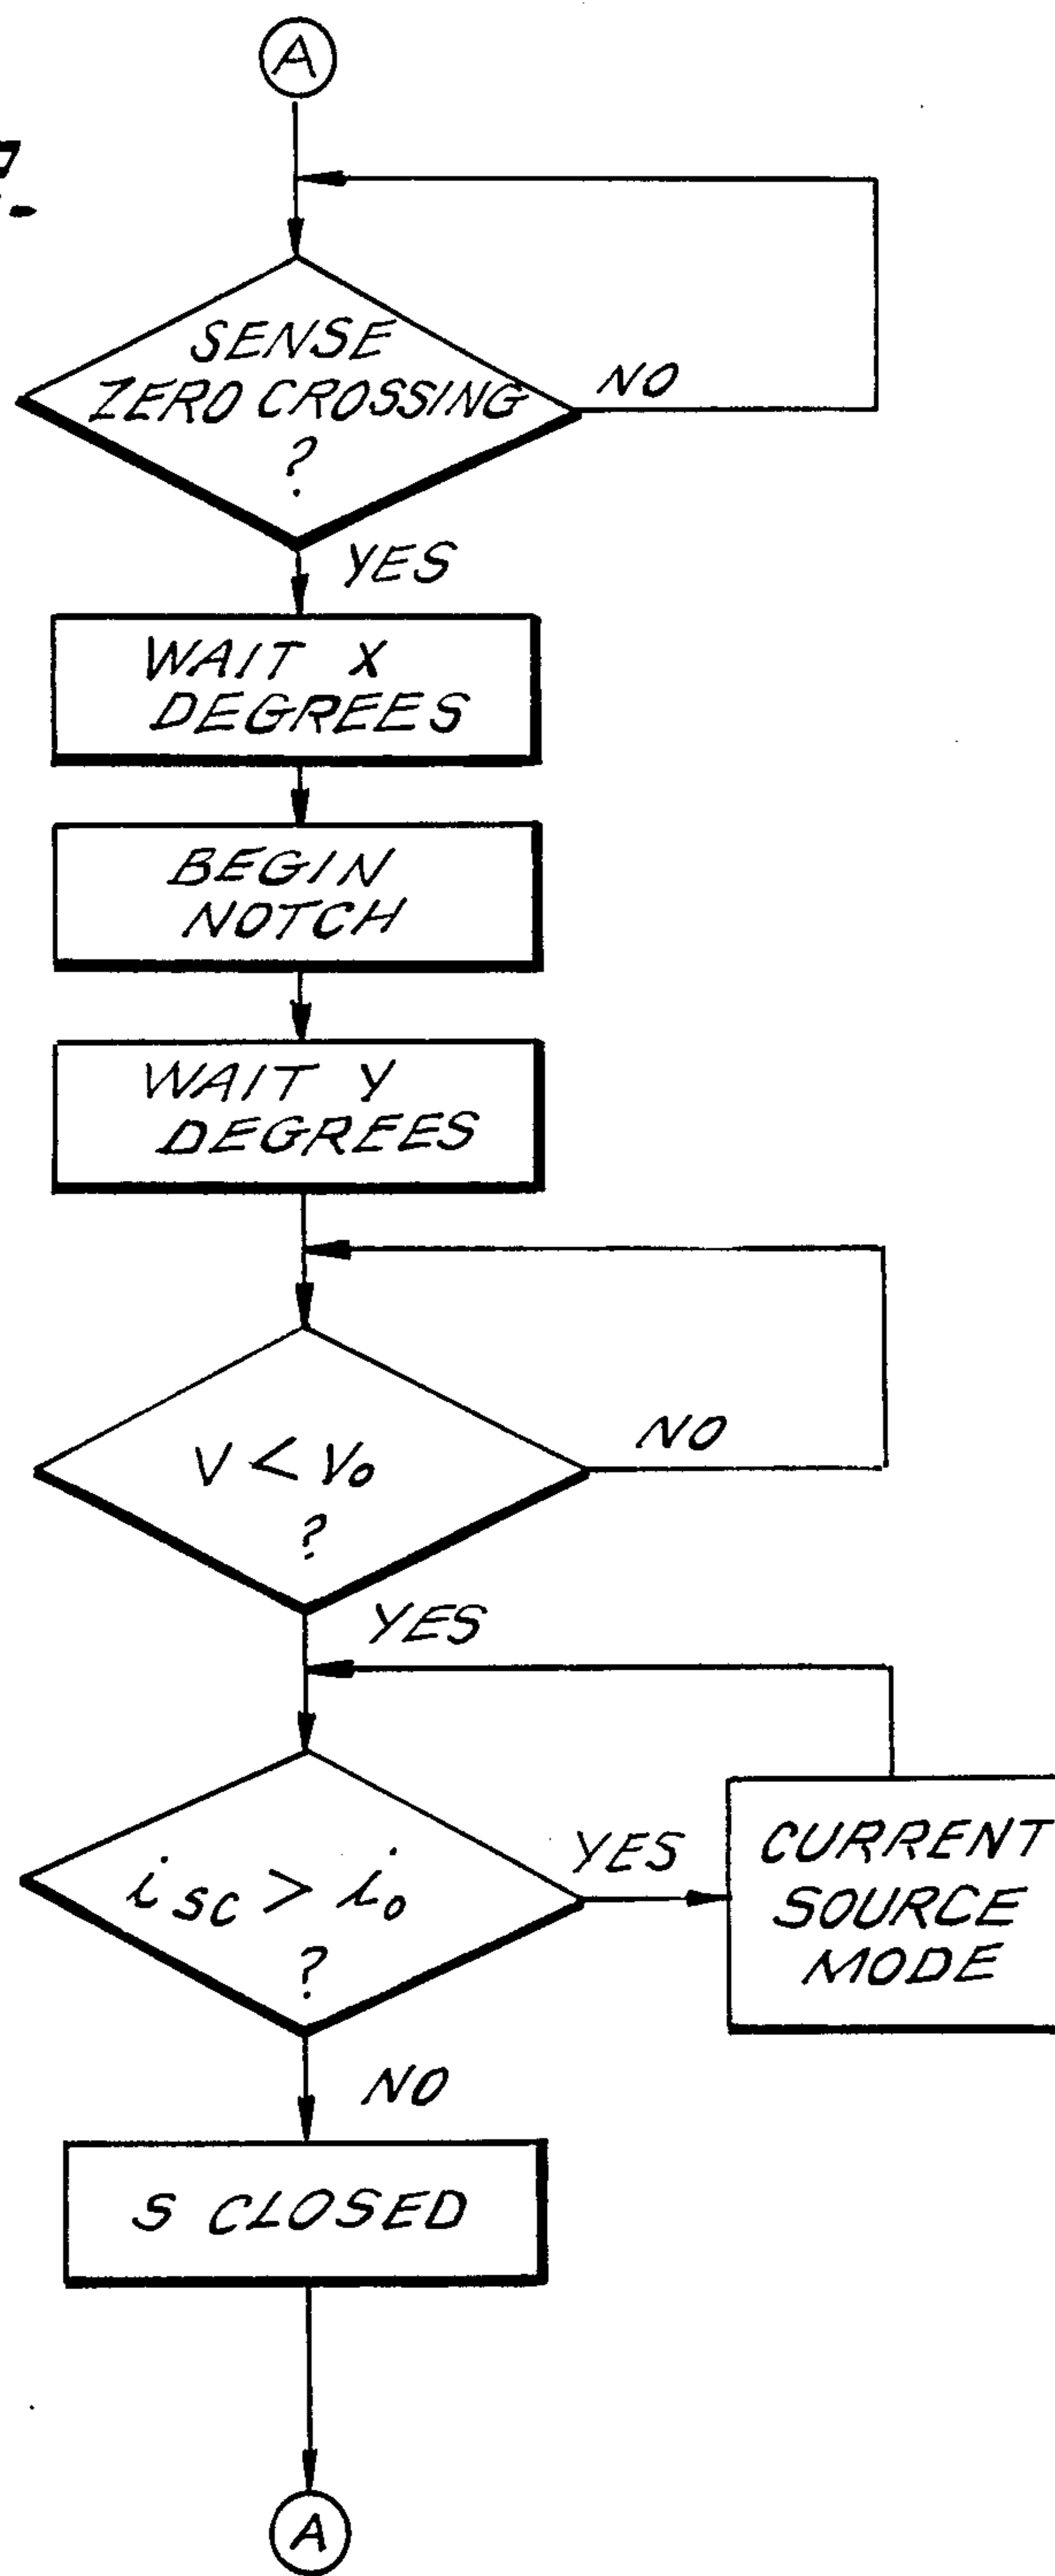 A
SENSE
ZERO CROSSING
?
NO
YES
WAIT X
DEGREES
BEGIN
NOTCH
WAIT Y
DEGREES
V < V₀
?
NO
YES
i_SC > i₀
?
YES
CURRENT
SOURCE
MODE
NO
S CLOSED
A